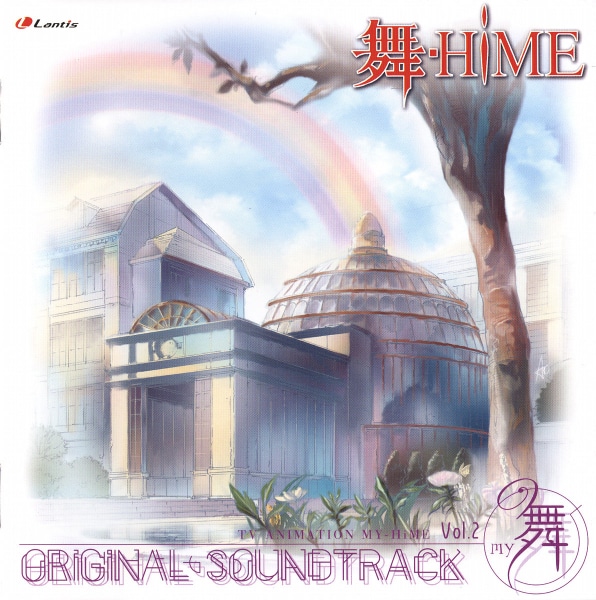 Lantis
舞-HiME
TV ANIMATION MY-HiME Vol.2
ORiGiNAL・SOUNDTRACK
MY
舞